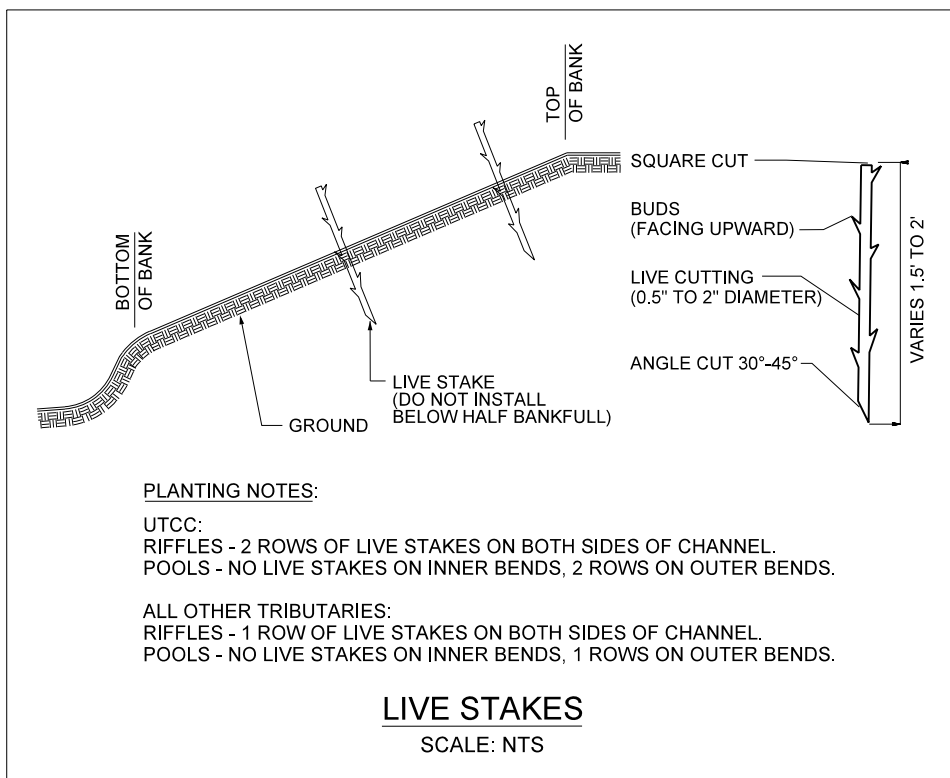 TOP
OF BANK
BOTTOM
OF BANK
SQUARE CUT
BUDS
(FACING UPWARD)
LIVE CUTTING
(0.5" TO 2" DIAMETER)
ANGLE CUT 30°-45°
VARIES 1.5' TO 2'
LIVE STAKE
(DO NOT INSTALL
BELOW HALF BANKFULL)
GROUND
PLANTING NOTES:
UTCC:
RIFFLES - 2 ROWS OF LIVE STAKES ON BOTH SIDES OF CHANNEL.
POOLS - NO LIVE STAKES ON INNER BENDS, 2 ROWS ON OUTER BENDS.
ALL OTHER TRIBUTARIES:
RIFFLES - 1 ROW OF LIVE STAKES ON BOTH SIDES OF CHANNEL.
POOLS - NO LIVE STAKES ON INNER BENDS, 1 ROWS ON OUTER BENDS.
LIVE STAKES
SCALE: NTS